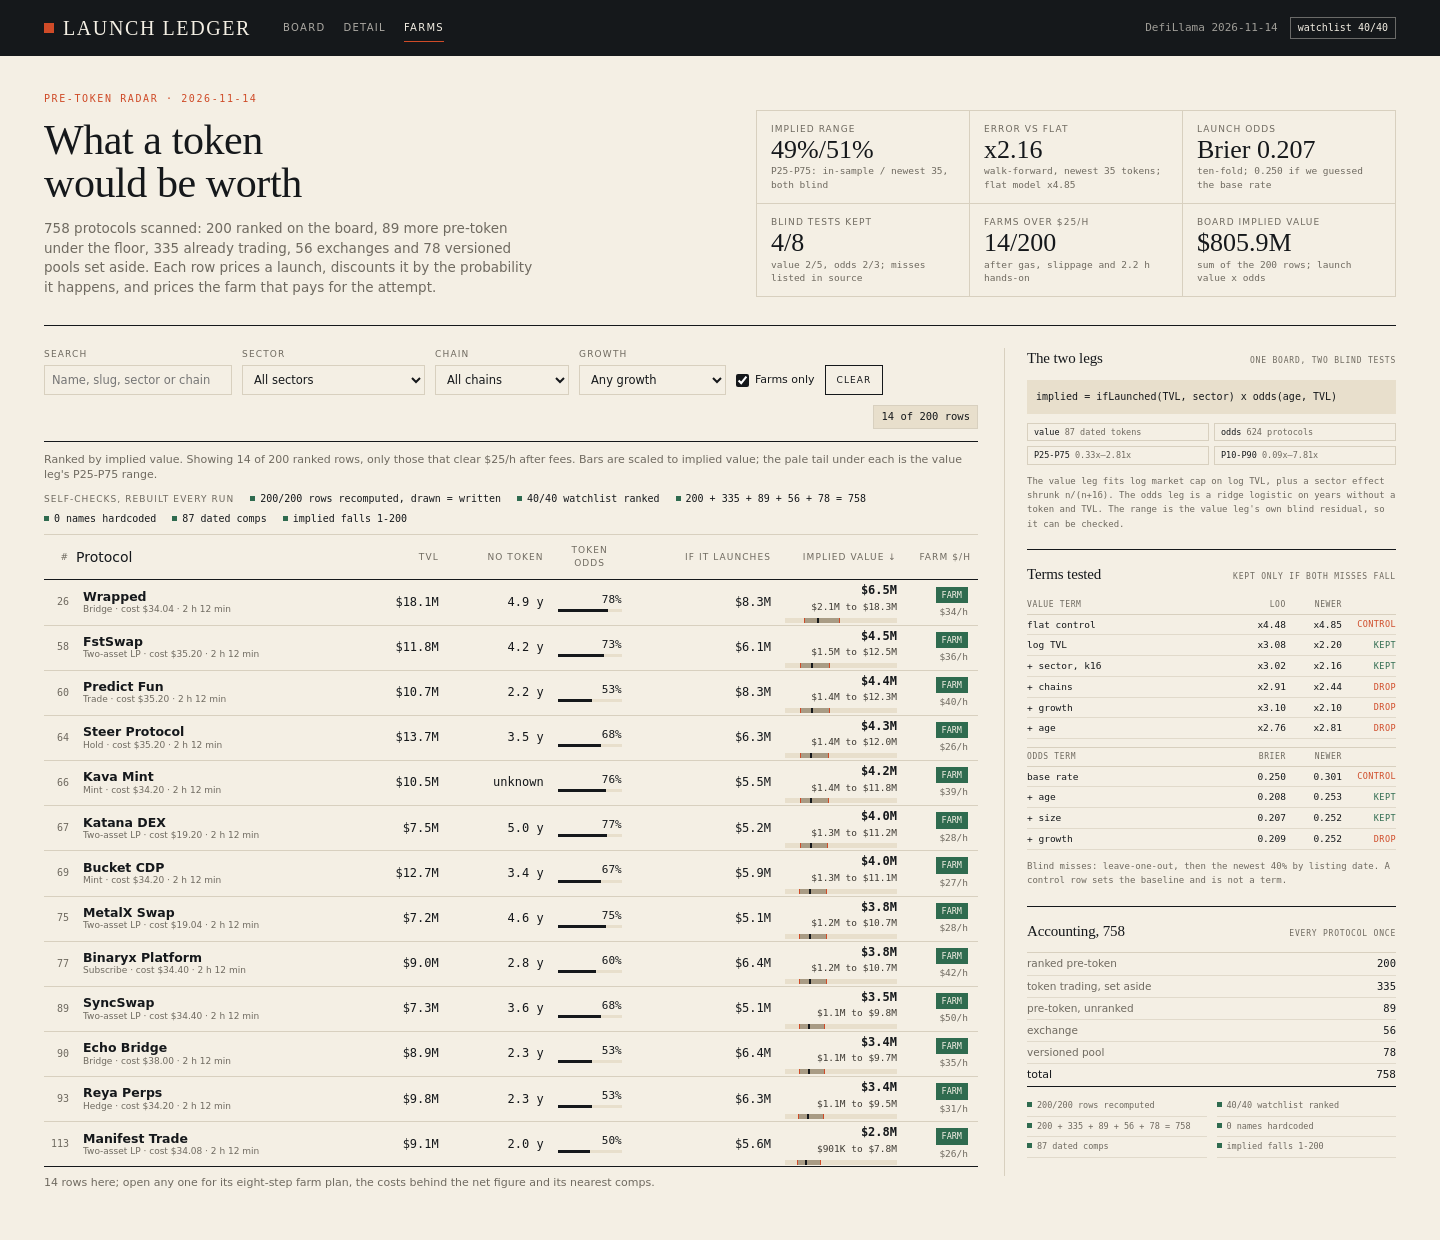 LAUNCH LEDGER BOARD DETAIL FARMS DefiLlama 2026-11-14 watchlist 40/40
PRE-TOKEN RADAR · 2026-11-14
What a token
would be worth
758 protocols scanned: 200 ranked on the board, 89 more pre-token
under the floor, 335 already trading, 56 exchanges and 78 versioned
pools set aside. Each row prices a launch, discounts it by the probability
it happens, and prices the farm that pays for the attempt.
IMPLIED RANGE
49%/51%
P25-P75: in-sample / newest 35,
both blind
ERROR VS FLAT
x2.16
walk-forward, newest 35 tokens;
flat model x4.85
LAUNCH ODDS
Brier 0.207
ten-fold; 0.250 if we guessed
the base rate
BLIND TESTS KEPT
4/8
value 2/5, odds 2/3; misses
listed in source
FARMS OVER $25/H
14/200
after gas, slippage and 2.2 h
hands-on
BOARD IMPLIED VALUE
$805.9M
sum of the 200 rows; launch
value x odds
SEARCH SECTOR CHAIN GROWTH
Name, slug, sector or chain All sectors All chains Any growth Farms only CLEAR
14 of 200 rows
Ranked by implied value. Showing 14 of 200 ranked rows, only those that clear $25/h after fees. Bars are scaled to implied value; the pale tail under each is the value
leg's P25-P75 range.
SELF-CHECKS, REBUILT EVERY RUN 200/200 rows recomputed, drawn = written 40/40 watchlist ranked 200 + 335 + 89 + 56 + 78 = 758
0 names hardcoded 87 dated comps implied falls 1-200
# Protocol TVL NO TOKEN TOKEN ODDS IF IT LAUNCHES IMPLIED VALUE ↓ FARM $/H
26 Wrapped $18.1M 4.9 y 78% $8.3M $6.5M FARM
Bridge · cost $34.04 · 2 h 12 min $2.1M to $18.3M $34/h
58 FstSwap $11.8M 4.2 y 73% $6.1M $4.5M FARM
Two-asset LP · cost $35.20 · 2 h 12 min $1.5M to $12.5M $36/h
60 Predict Fun $10.7M 2.2 y 53% $8.3M $4.4M FARM
Trade · cost $35.20 · 2 h 12 min $1.4M to $12.3M $40/h
64 Steer Protocol $13.7M 3.5 y 68% $6.3M $4.3M FARM
Hold · cost $35.20 · 2 h 12 min $1.4M to $12.0M $26/h
66 Kava Mint $10.5M unknown 76% $5.5M $4.2M FARM
Mint · cost $34.20 · 2 h 12 min $1.4M to $11.8M $39/h
67 Katana DEX $7.5M 5.0 y 77% $5.2M $4.0M FARM
Two-asset LP · cost $19.20 · 2 h 12 min $1.3M to $11.2M $28/h
69 Bucket CDP $12.7M 3.4 y 67% $5.9M $4.0M FARM
Mint · cost $34.20 · 2 h 12 min $1.3M to $11.1M $27/h
75 MetalX Swap $7.2M 4.6 y 75% $5.1M $3.8M FARM
Two-asset LP · cost $19.04 · 2 h 12 min $1.2M to $10.7M $28/h
77 Binaryx Platform $9.0M 2.8 y 60% $6.4M $3.8M FARM
Subscribe · cost $34.40 · 2 h 12 min $1.2M to $10.7M $42/h
89 SyncSwap $7.3M 3.6 y 68% $5.1M $3.5M FARM
Two-asset LP · cost $34.40 · 2 h 12 min $1.1M to $9.8M $50/h
90 Echo Bridge $8.9M 2.3 y 53% $6.4M $3.4M FARM
Bridge · cost $38.00 · 2 h 12 min $1.1M to $9.7M $35/h
93 Reya Perps $9.8M 2.3 y 53% $6.3M $3.4M FARM
Hedge · cost $34.20 · 2 h 12 min $1.1M to $9.5M $31/h
113 Manifest Trade $9.1M 2.0 y 50% $5.6M $2.8M FARM
Two-asset LP · cost $34.08 · 2 h 12 min $901K to $7.8M $26/h
14 rows here; open any one for its eight-step farm plan, the costs behind the net figure and its nearest comps.
The two legs ONE BOARD, TWO BLIND TESTS
implied = ifLaunched(TVL, sector) x odds(age, TVL)
value 87 dated tokens odds 624 protocols
P25-P75 0.33x–2.81x P10-P90 0.09x–7.81x
The value leg fits log market cap on log TVL, plus a sector effect
shrunk n/(n+16). The odds leg is a ridge logistic on years without a
token and TVL. The range is the value leg's own blind residual, so
it can be checked.
Terms tested KEPT ONLY IF BOTH MISSES FALL
VALUE TERM LOO NEWER
flat control x4.48 x4.85 CONTROL
log TVL x3.08 x2.20 KEPT
+ sector, k16 x3.02 x2.16 KEPT
+ chains x2.91 x2.44 DROP
+ growth x3.10 x2.10 DROP
+ age x2.76 x2.81 DROP
ODDS TERM BRIER NEWER
base rate 0.250 0.301 CONTROL
+ age 0.208 0.253 KEPT
+ size 0.207 0.252 KEPT
+ growth 0.209 0.252 DROP
Blind misses: leave-one-out, then the newest 40% by listing date. A
control row sets the baseline and is not a term.
Accounting, 758 EVERY PROTOCOL ONCE
ranked pre-token 200
token trading, set aside 335
pre-token, unranked 89
exchange 56
versioned pool 78
total 758
200/200 rows recomputed 40/40 watchlist ranked
200 + 335 + 89 + 56 + 78 = 758 0 names hardcoded
87 dated comps implied falls 1-200